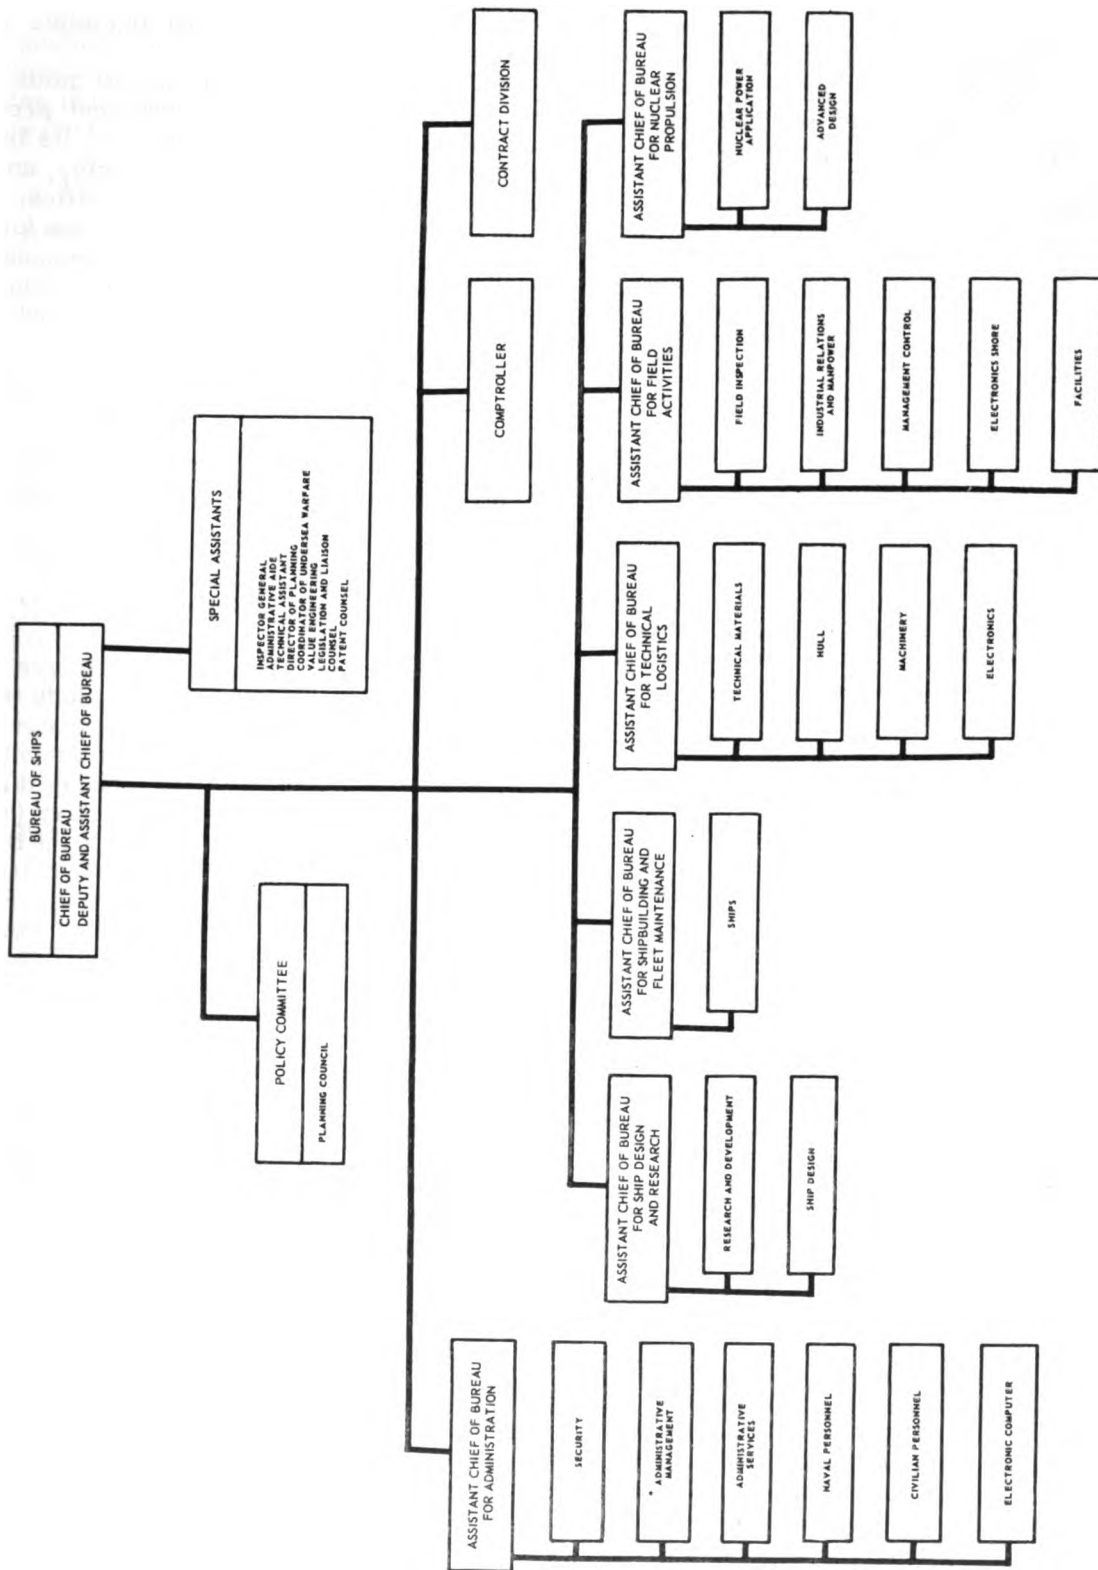 BUREAU OF SHIPS
CHIEF OF BUREAU
DEPUTY AND ASSISTANT CHIEF OF BUREAU
POLICY COMMITTEE
PLANNING COUNCIL
SPECIAL ASSISTANTS
INSPECTOR GENERAL
ADMINISTRATIVE AIDE
TECHNICAL ASSISTANT
DIRECTOR OF PLANNING
COORDINATOR OF UNDERSEA WARFARE
VALUE ENGINEERING
LEGISLATION AND LIAISON
COUNSEL
PATENT COUNSEL
ASSISTANT CHIEF OF BUREAU
FOR ADMINISTRATION
SECURITY
* ADMINISTRATIVE
MANAGEMENT
ADMINISTRATIVE
SERVICES
NAVAL PERSONNEL
CIVILIAN PERSONNEL
ELECTRONIC COMPUTER
COMPTROLLER
CONTRACT DIVISION
ASSISTANT CHIEF OF BUREAU
FOR SHIP DESIGN
AND RESEARCH
RESEARCH AND DEVELOPMENT
SHIP DESIGN
ASSISTANT CHIEF OF BUREAU
FOR SHIPBUILDING AND
FLEET MAINTENANCE
SHIPS
ASSISTANT CHIEF OF BUREAU
FOR TECHNICAL
LOGISTICS
TECHNICAL MATERIALS
HULL
MACHINERY
ELECTRONICS
ASSISTANT CHIEF OF BUREAU
FOR FIELD
ACTIVITIES
FIELD INSPECTION
INDUSTRIAL RELATIONS
AND MANPOWER
MANAGEMENT CONTROL
ELECTRONICS SHORE
FACILITIES
ASSISTANT CHIEF OF BUREAU
FOR NUCLEAR
PROPULSION
NUCLEAR POWER
APPLICATION
ADVANCED
DESIGN